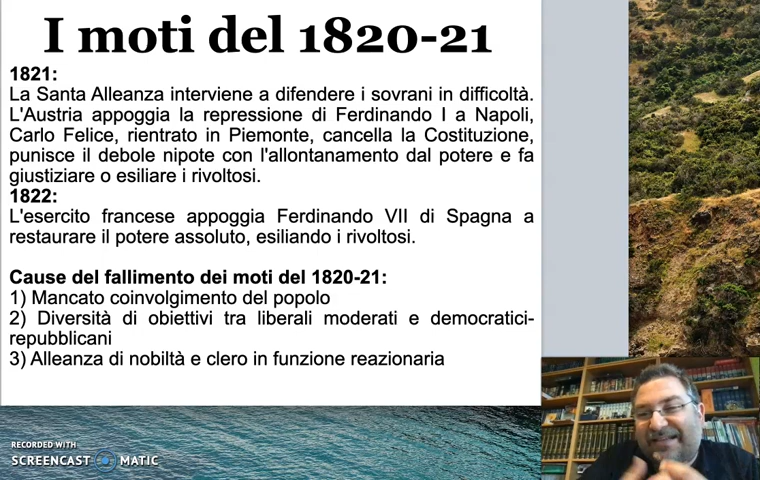 I moti del 1820-21
1821:
La Santa Alleanza interviene a difendere i sovrani in difficoltà.
L'Austria appoggia la repressione di Ferdinando I a Napoli,
Carlo Felice, rientrato in Piemonte, cancella la Costituzione,
punisce il debole nipote con l'allontanamento dal potere e fa
giustiziare o esiliare i rivoltosi.
1822:
L'esercito francese appoggia Ferdinando VII di Spagna a
restaurare il potere assoluto, esiliando i rivoltosi.
Cause del fallimento dei moti del 1820-21:
1) Mancato coinvolgimento del popolo
2) Diversità di obiettivi tra liberali moderati e democratici-
repubblicani
3) Alleanza di nobiltà e clero in funzione reazionaria
RECORDED WITH
SCREENCAST MATIC